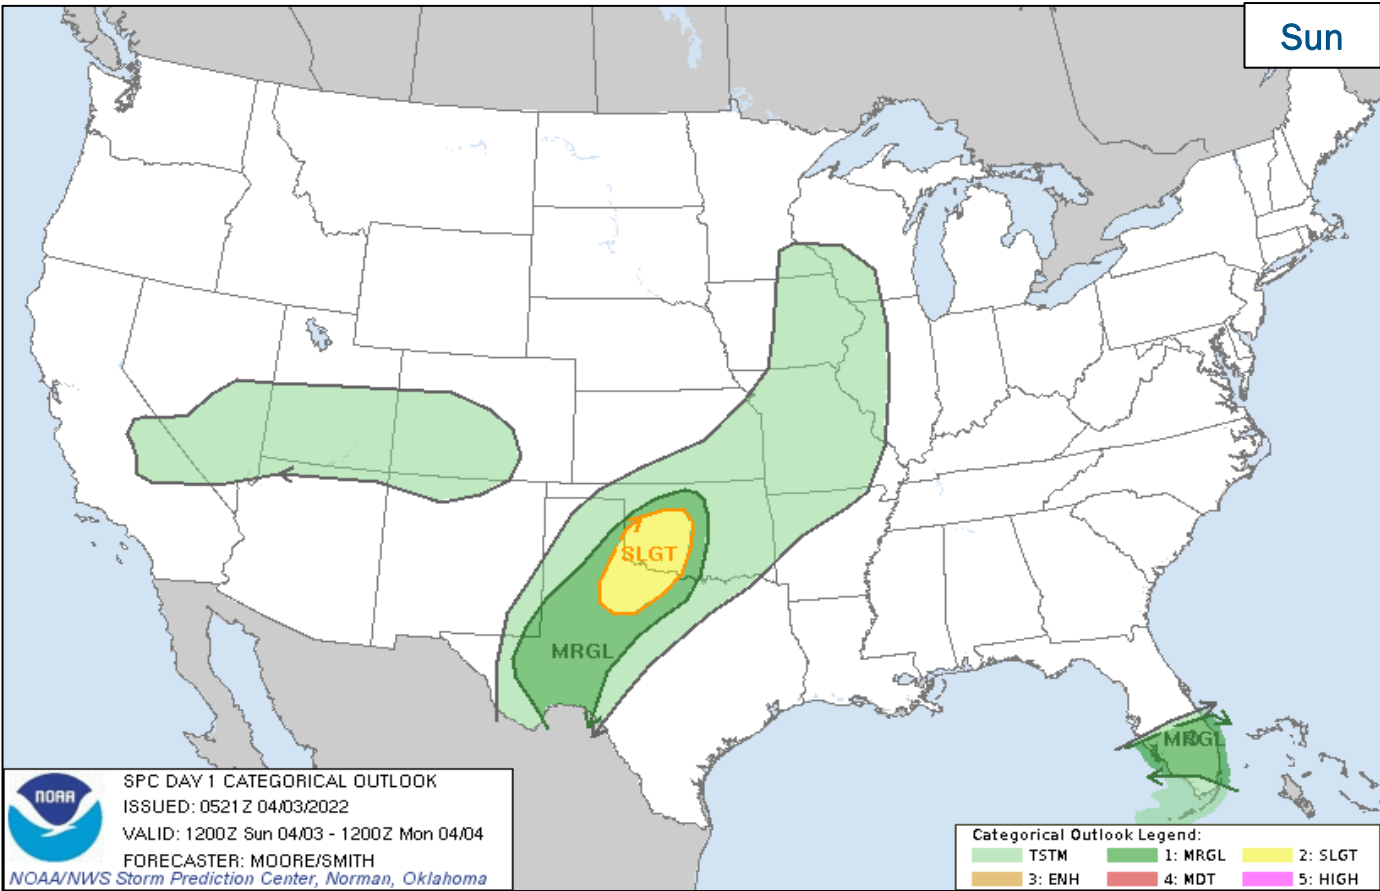 Sun
SLGT
MRGL
MRGL
SPC DAY 1 CATEGORICAL OUTLOOK
ISSUED: 0521Z 04/03/2022
VALID: 1200Z Sun 04/03 - 1200Z Mon 04/04
FORECASTER: MOORE/SMITH
NOAA/NWS Storm Prediction Center, Norman, Oklahoma
NOAA
Categorical Outlook Legend:
TSTM 1: MRGL 2: SLGT
3: ENH 4: MDT 5: HIGH